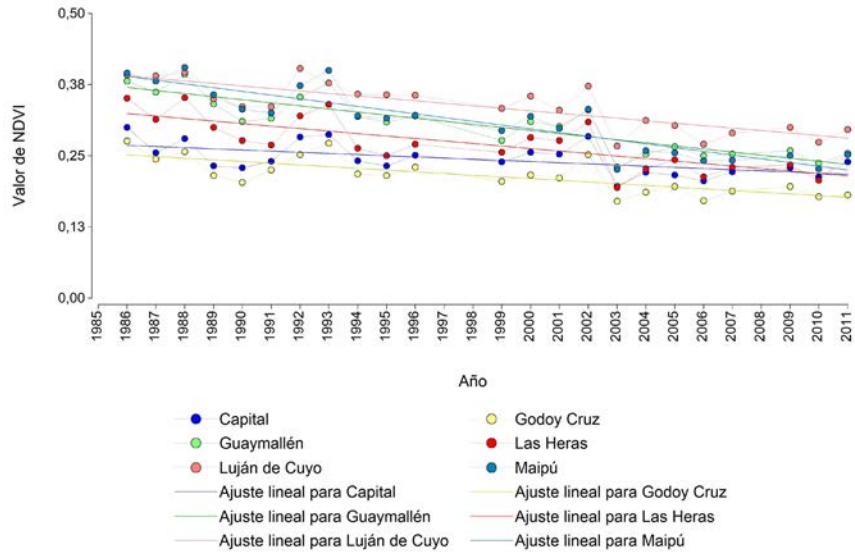 0,50
0,38
0,25
0,13
0,00
Valor de NDVI
1985 1986 1987 1988 1989 1990 1991 1992 1993 1994 1995 1996 1997 1998 1999 2000 2001 2002 2003 2004 2005 2006 2007 2008 2009 2010 2011
Año
Capital
Godoy Cruz
Guaymallén
Las Heras
Luján de Cuyo
Maipú
Ajuste lineal para Capital
Ajuste lineal para Godoy Cruz
Ajuste lineal para Guaymallén
Ajuste lineal para Las Heras
Ajuste lineal para Luján de Cuyo
Ajuste lineal para Maipú